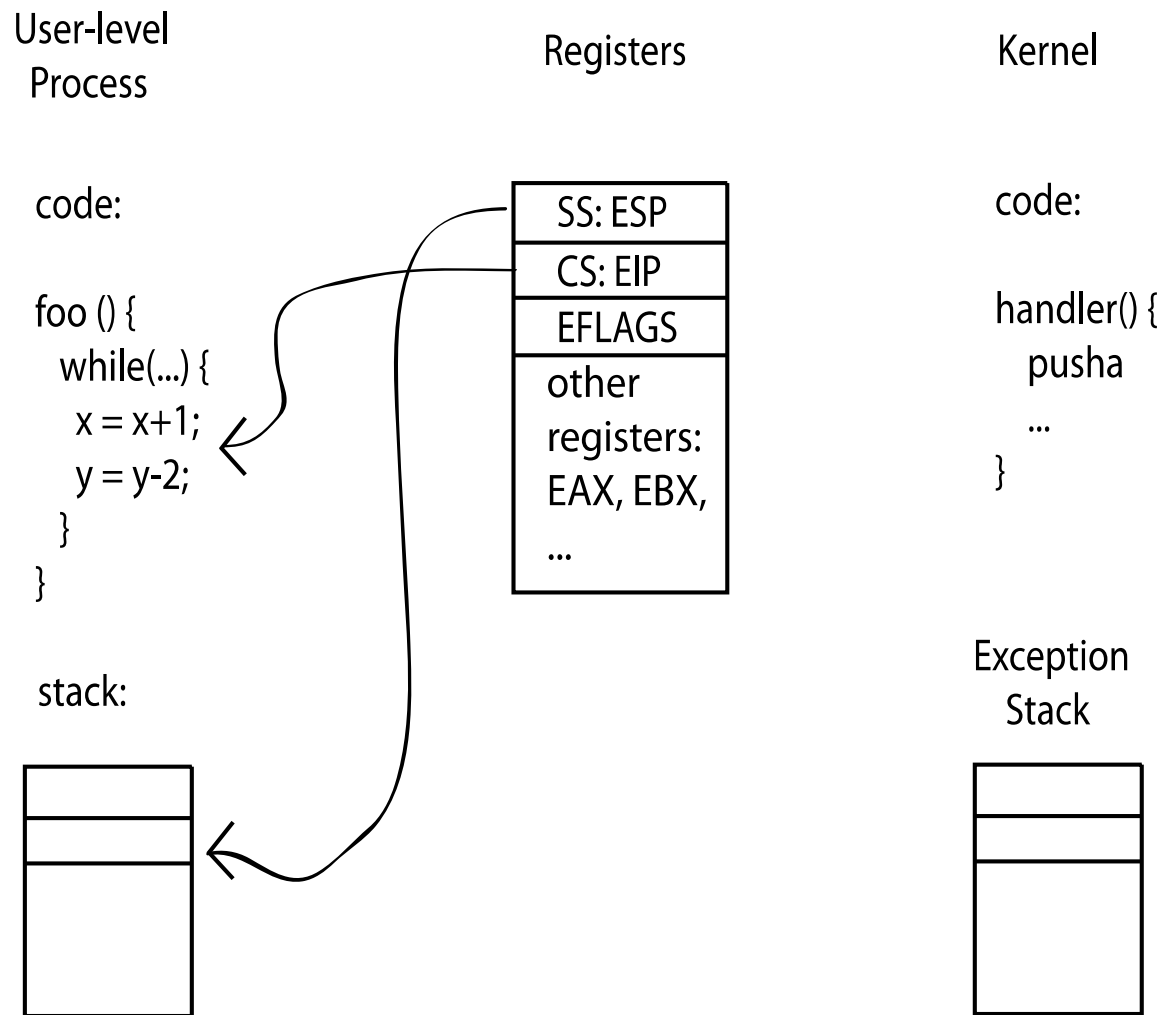 User-level
Process
Registers
Kernel
code:
foo () {
while(...) {
x = x+1;
y = y-2;
}
}
stack:
SS: ESP
CS: EIP
EFLAGS
other
registers:
EAX, EBX,
...
code:
handler() {
pusha
...
}
Exception
Stack